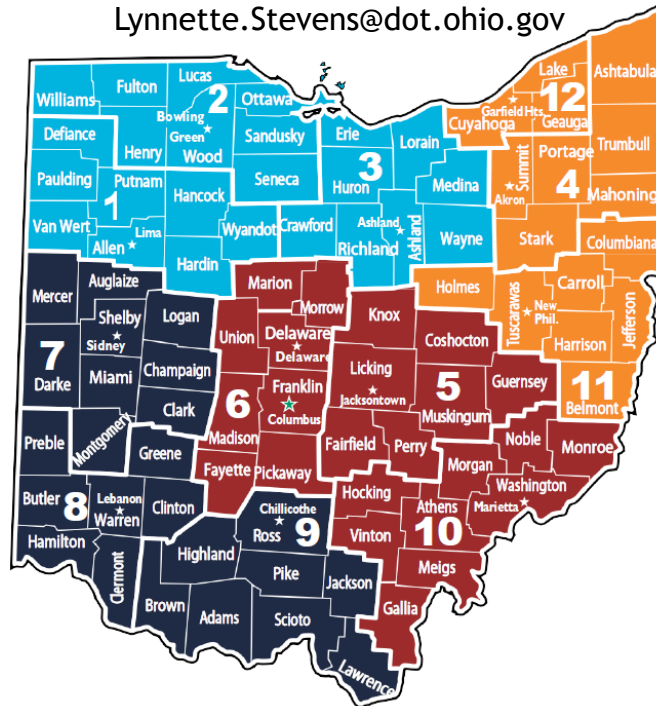 Lynnette.Stevens@dot.ohio.gov
Williams
Fulton
Lucas
2
Ottawa
Bowling
Green
Wood
Henry
Sandusky
Seneca
Defiance
Paulding
Putnam
1
Van Wert
Allen
Lima
Hancock
Wyandot
Hardin
Erie
Lorain
3
Huron
Medina
Crawford
Richland
Ashland
Ashland
Wayne
Lake
12
Garfield Hts.
Cuyahoga
Geauga
Ashtabula
Summit
Portage
4
Akron
Trumbull
Mahoning
Stark
Columbiana
Holmes
Tuscarawas
New
Phil.
Carroll
Harrison
Jefferson
11
Belmont
Mercer
Auglaize
Shelby
Sidney
Logan
7
Darke
Miami
Champaign
Clark
Montgomery
Preble
Greene
Butler
8
Lebanon
Warren
Clinton
Hamilton
Clermont
Marion
Morrow
Union
Delaware
Delaware
Franklin
Columbus
6
Madison
Fayette
Pickaway
Knox
Coshocton
Licking
Jacksontown
5
Muskingum
Guernsey
Fairfield
Perry
Noble
Monroe
Morgan
Washington
Marietta
Hocking
Athens
10
Vinton
Meigs
Gallia
Chillicothe
Ross
9
Highland
Pike
Jackson
Brown
Adams
Scioto
Lawrence